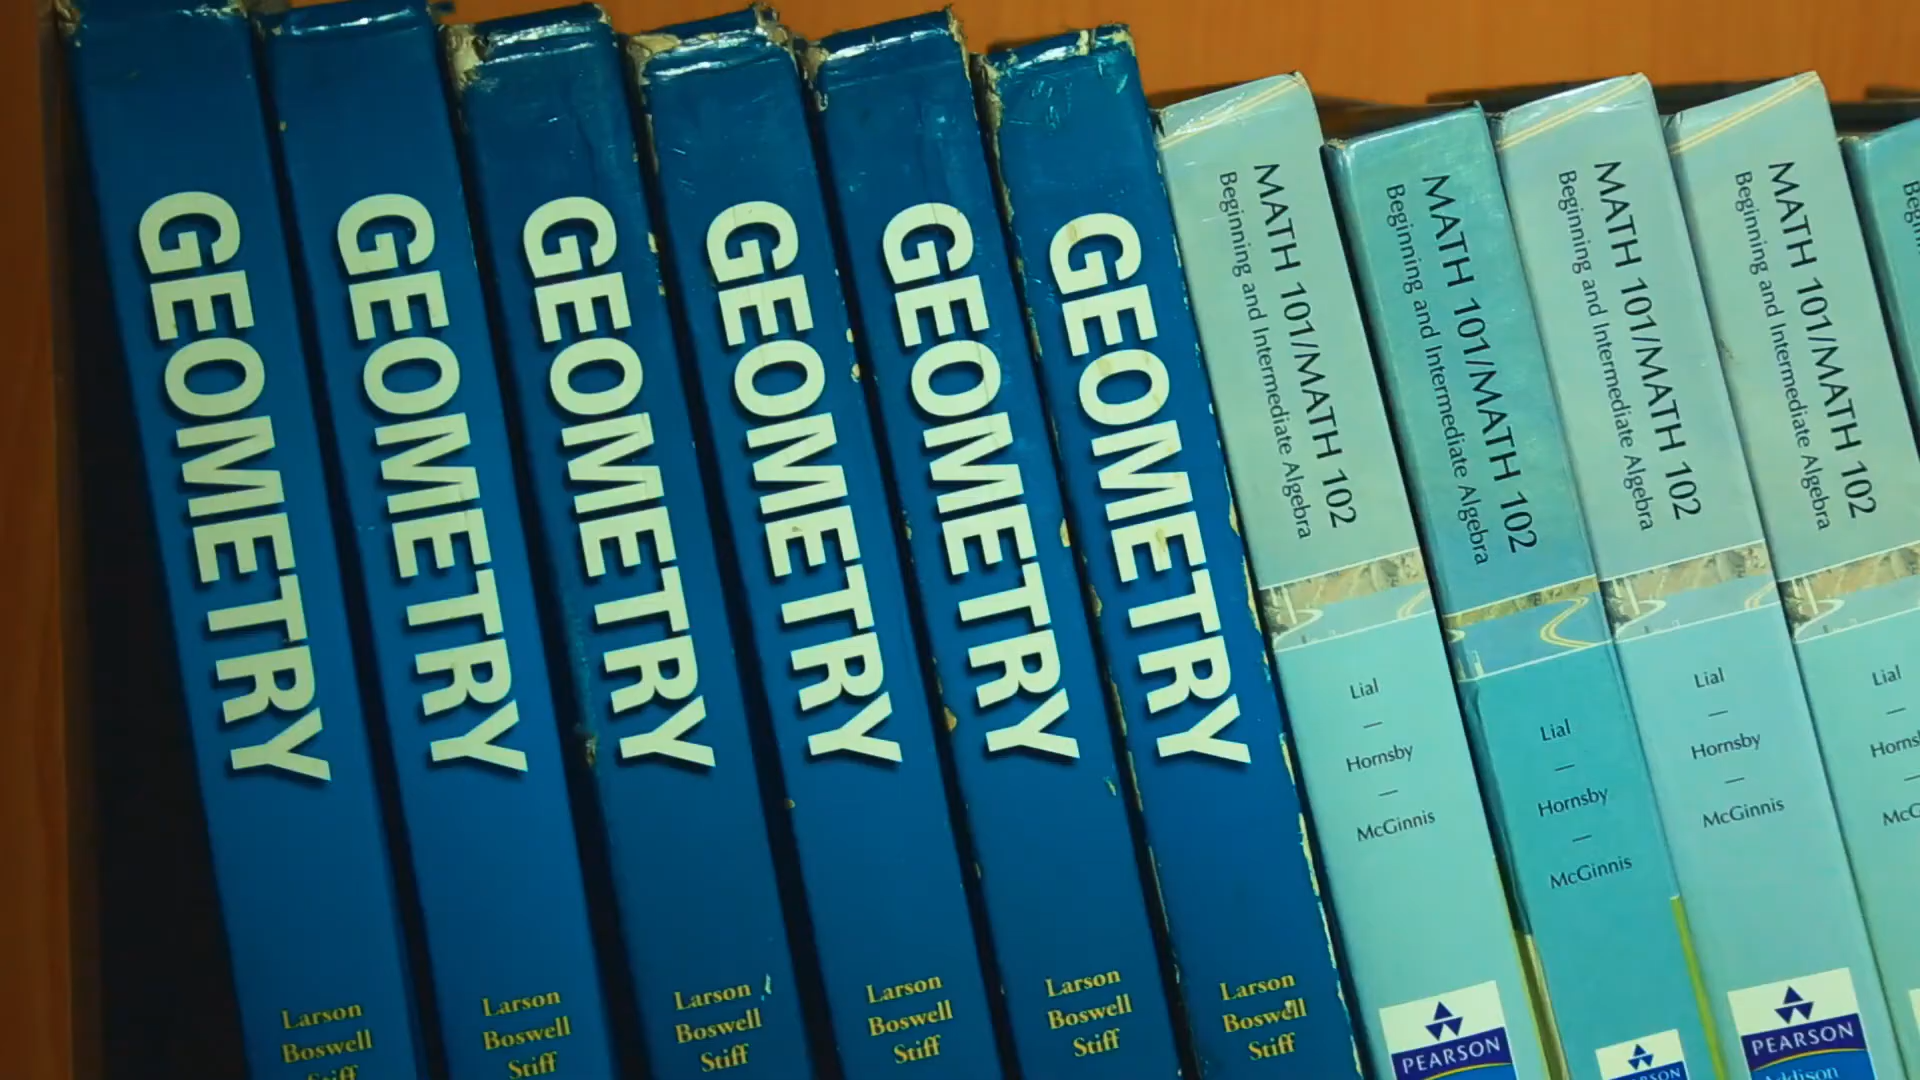 GEOMETRY
Larson
Boswell
Stiff
GEOMETRY
Larson
Boswell
Stiff
GEOMETRY
Larson
Boswell
Stiff
GEOMETRY
Larson
Boswell
Stiff
GEOMETRY
Larson
Boswell
Stiff
GEOMETRY
Larson
Boswell
Stiff
MATH 101/MATH 102
Beginning and Intermediate Algebra
Lial
—
Hornsby
—
McGinnis
PEARSON
MATH 101/MATH 102
Beginning and Intermediate Algebra
Lial
—
Hornsby
—
McGinnis
MATH 101/MATH 102
Beginning and Intermediate Algebra
Lial
—
Hornsby
—
McGinnis
PEARSON
Addison
MATH 101/MATH 102
Beginning and Intermediate Algebra
Lial
—